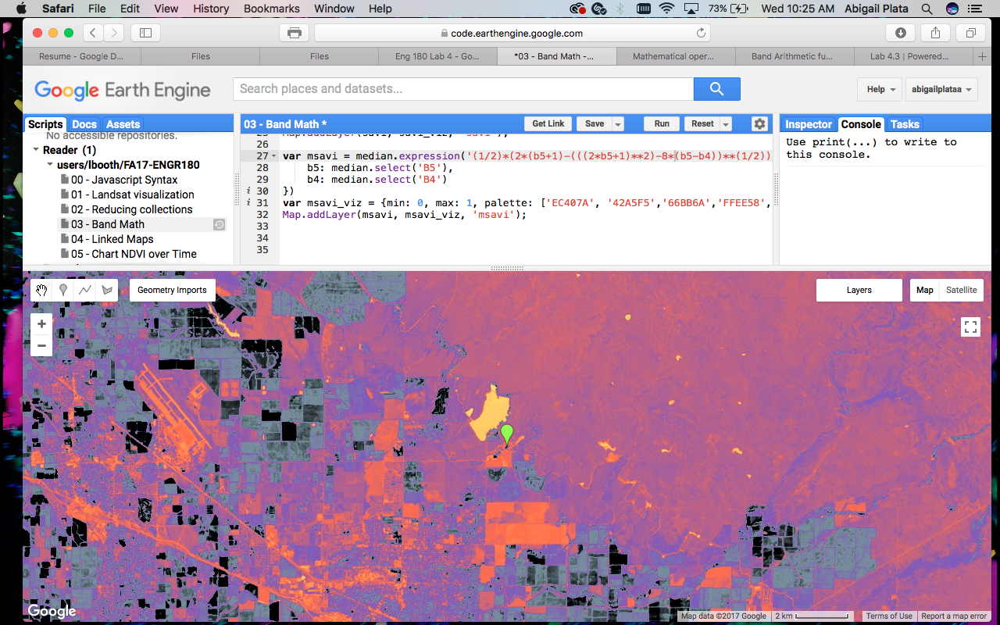 Safari File Edit View History Bookmarks Window Help 73% Wed 10:25 AM Abigail Plata
code.earthengine.google.com
Resume - Google D... Files Files Eng 180 Lab 4 - Go... *03 - Band Math -... Mathematical oper... Band Arithmetic fu... Lab 4.3 | Powered...
Google Earth Engine Search places and datasets... Help abigailplataa
Scripts Docs Assets
No accessible repositories.
Reader (1)
users/lbooth/FA17-ENGR180
00 - Javascript Syntax
01 - Landsat visualization
02 - Reducing collections
03 - Band Math
04 - Linked Maps
05 - Chart NDVI over Time
03 - Band Math * Get Link Save Run Reset
25 Map.addLayer(savi, savi_viz, 'savi');
26
27 var msavi = median.expression('(1/2)*(2*(b5+1)-(((2*b5+1)**2)-8*(b5-b4))**(1/2))
28 b5: median.select('B5'),
29 b4: median.select('B4')
i 30 })
i 31 var msavi_viz = {min: 0, max: 1, palette: ['EC407A', '42A5F5','66BB6A','FFEE58',
32 Map.addLayer(msavi, msavi_viz, 'msavi');
33
34
35
Inspector Console Tasks
Use print(...) to write to
this console.
Geometry Imports
Layers Map Satellite
+
−
Google
Map data ©2017 Google 2 km Terms of Use Report a map error